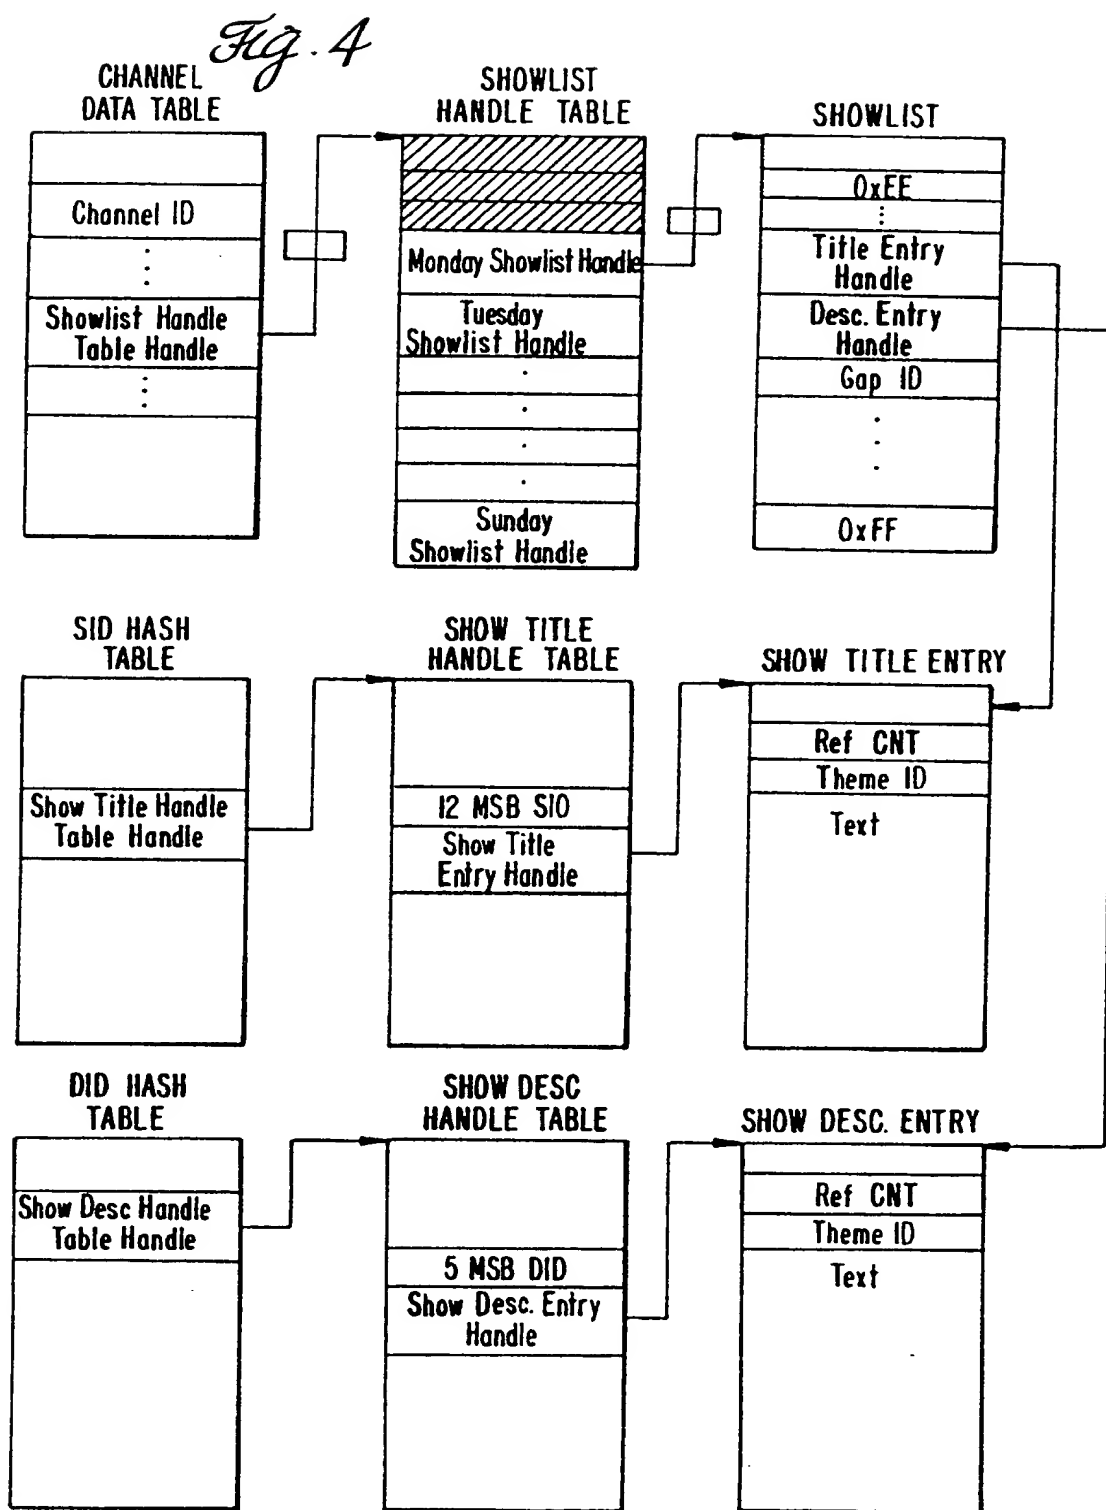 Fig. 4
CHANNEL
DATA TABLE
Channel ID
Showlist Handle
Table Handle
SHOWLIST
HANDLE TABLE
Monday Showlist Handle
Tuesday
Showlist Handle
Sunday
Showlist Handle
SHOWLIST
0xEE
Title Entry
Handle
Desc. Entry
Handle
Gap ID
0xFF
SID HASH
TABLE
Show Title Handle
Table Handle
SHOW TITLE
HANDLE TABLE
12 MSB SIO
Show Title
Entry Handle
SHOW TITLE ENTRY
Ref CNT
Theme ID
Text
DID HASH
TABLE
Show Desc Handle
Table Handle
SHOW DESC
HANDLE TABLE
5 MSB DID
Show Desc. Entry
Handle
SHOW DESC. ENTRY
Ref CNT
Theme ID
Text